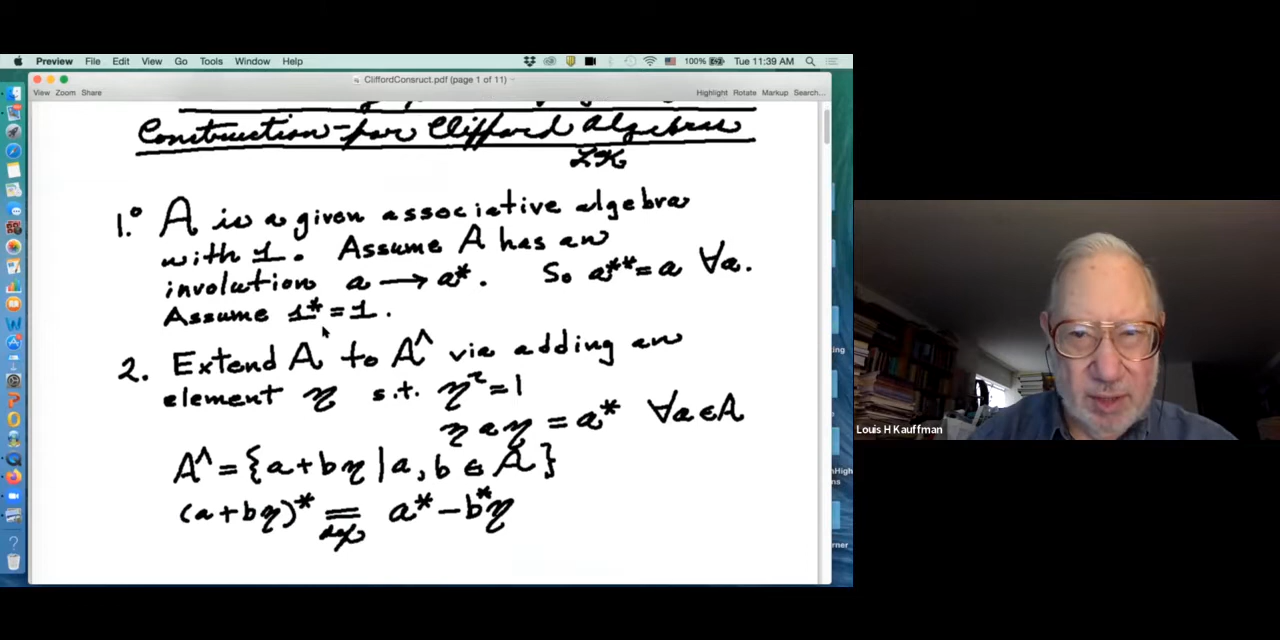 Preview File Edit View Go Tools Window Help
100% Tue 11:39 AM
CliffordConsruct.pdf (page 1 of 11)
View Zoom Share
Highlight Rotate Markup Search...
Construction for Clifford Algebras
LK
1.° A is a given associative algebra
with 1. Assume A has an
involution a → a*. So a** = a ∀a.
Assume 1* = 1.
2. Extend A to A^ via adding an
element η s.t. η² = 1
η a η = a* ∀a ∈ A
A^ = {a + bη | a, b ∈ A}
(a + bη)* = a* - b*η
def
Louis H Kauffman